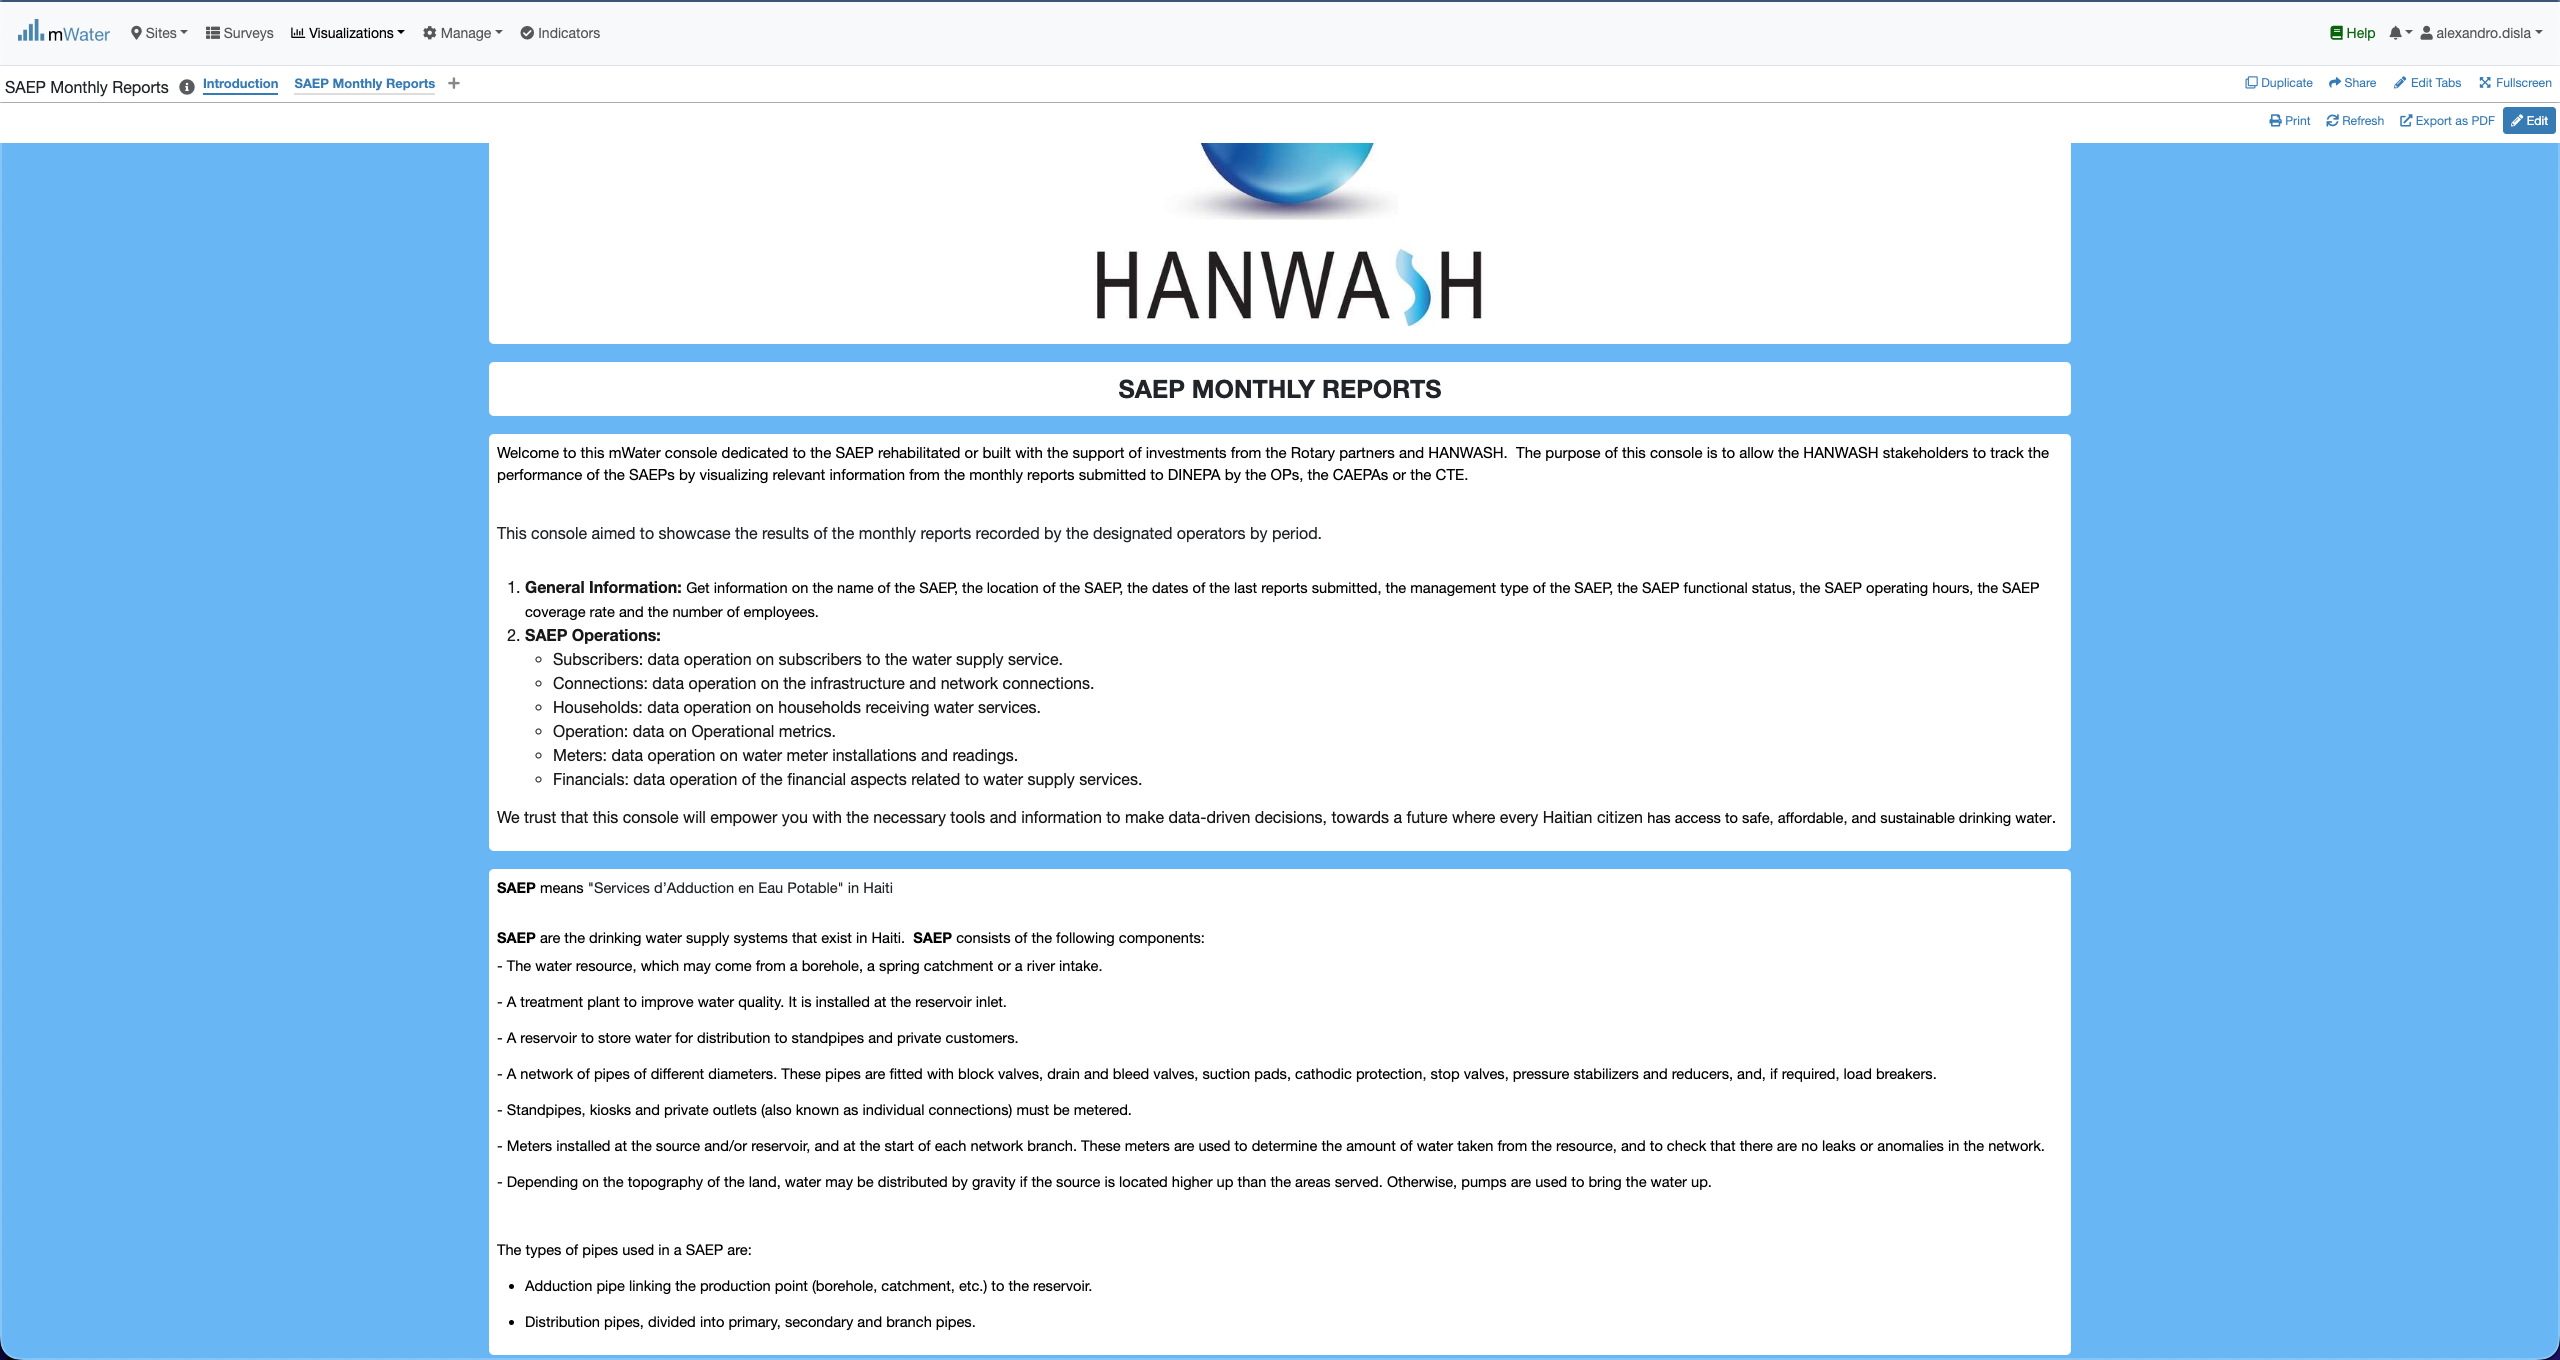 mWater Sites Surveys Visualizations Manage Indicators Help alexandro.disla
SAEP Monthly Reports Introduction SAEP Monthly Reports + Duplicate Share Edit Tabs Fullscreen
Print Refresh Export as PDF Edit
HANWASH
SAEP MONTHLY REPORTS
Welcome to this mWater console dedicated to the SAEP rehabilitated or built with the support of investments from the Rotary partners and HANWASH.  The purpose of this console is to allow the HANWASH stakeholders to track the
performance of the SAEPs by visualizing relevant information from the monthly reports submitted to DINEPA by the OPs, the CAEPAs or the CTE.
This console aimed to showcase the results of the monthly reports recorded by the designated operators by period.
1. General Information: Get information on the name of the SAEP, the location of the SAEP, the dates of the last reports submitted, the management type of the SAEP, the SAEP functional status, the SAEP operating hours, the SAEP
coverage rate and the number of employees.
2. SAEP Operations:
◦ Subscribers: data operation on subscribers to the water supply service.
◦ Connections: data operation on the infrastructure and network connections.
◦ Households: data operation on households receiving water services.
◦ Operation: data on Operational metrics.
◦ Meters: data operation on water meter installations and readings.
◦ Financials: data operation of the financial aspects related to water supply services.
We trust that this console will empower you with the necessary tools and information to make data-driven decisions, towards a future where every Haitian citizen has access to safe, affordable, and sustainable drinking water.
SAEP means "Services d’Adduction en Eau Potable" in Haiti
SAEP are the drinking water supply systems that exist in Haiti.  SAEP consists of the following components:
- The water resource, which may come from a borehole, a spring catchment or a river intake.
- A treatment plant to improve water quality. It is installed at the reservoir inlet.
- A reservoir to store water for distribution to standpipes and private customers.
- A network of pipes of different diameters. These pipes are fitted with block valves, drain and bleed valves, suction pads, cathodic protection, stop valves, pressure stabilizers and reducers, and, if required, load breakers.
- Standpipes, kiosks and private outlets (also known as individual connections) must be metered.
- Meters installed at the source and/or reservoir, and at the start of each network branch. These meters are used to determine the amount of water taken from the resource, and to check that there are no leaks or anomalies in the network.
- Depending on the topography of the land, water may be distributed by gravity if the source is located higher up than the areas served. Otherwise, pumps are used to bring the water up.
The types of pipes used in a SAEP are:
• Adduction pipe linking the production point (borehole, catchment, etc.) to the reservoir.
• Distribution pipes, divided into primary, secondary and branch pipes.